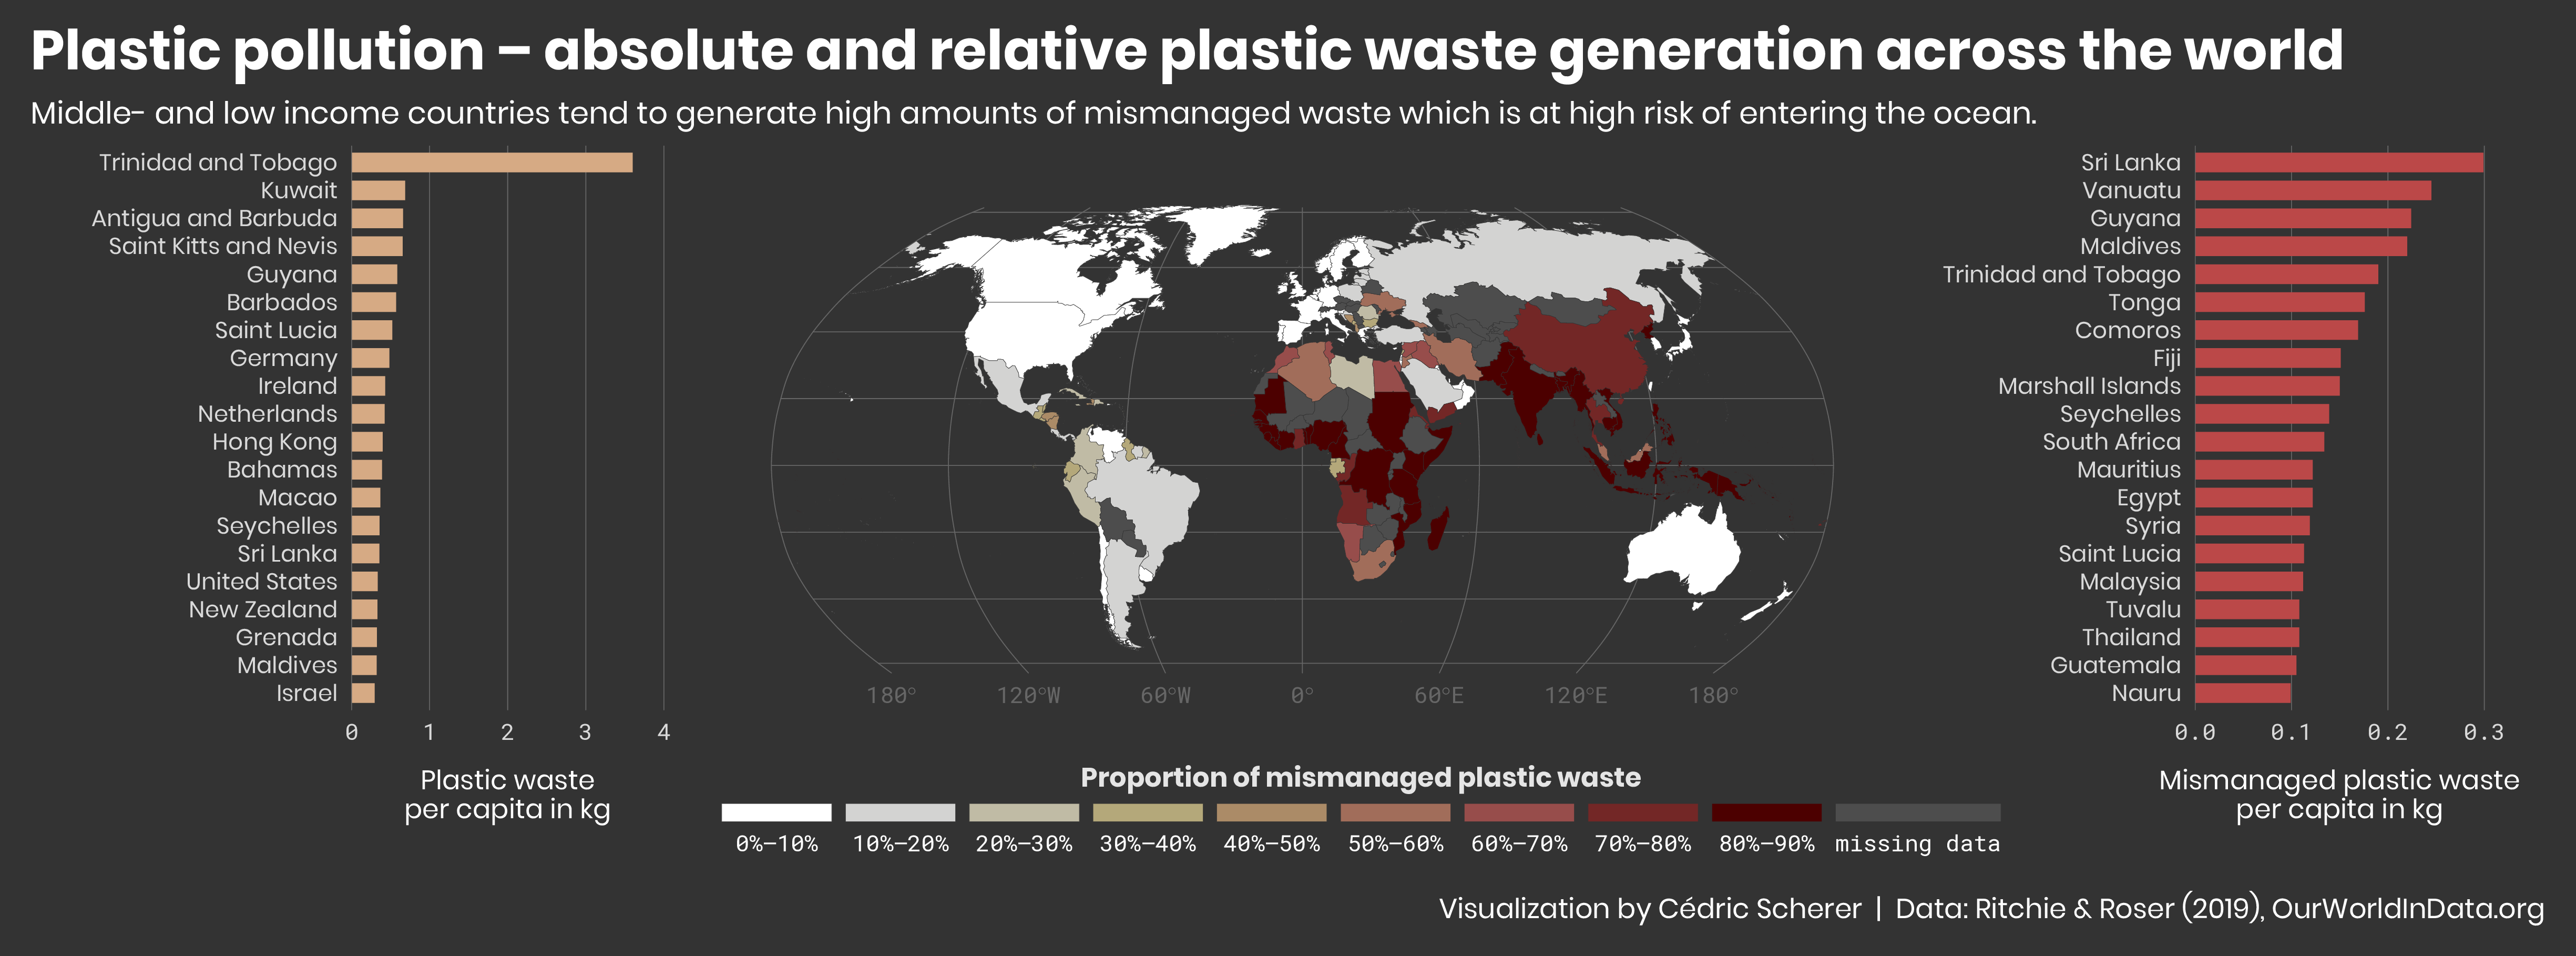 Plastic pollution – absolute and relative plastic waste generation across the world
Middle- and low income countries tend to generate high amounts of mismanaged waste which is at high risk of entering the ocean.
Trinidad and Tobago
Kuwait
Antigua and Barbuda
Saint Kitts and Nevis
Guyana
Barbados
Saint Lucia
Germany
Ireland
Netherlands
Hong Kong
Bahamas
Macao
Seychelles
Sri Lanka
United States
New Zealand
Grenada
Maldives
Israel
0 1 2 3 4
Plastic waste
per capita in kg
180° 120°W 60°W 0° 60°E 120°E 180°
Proportion of mismanaged plastic waste
0%–10% 10%–20% 20%–30% 30%–40% 40%–50% 50%–60% 60%–70% 70%–80% 80%–90% missing data
Sri Lanka
Vanuatu
Guyana
Maldives
Trinidad and Tobago
Tonga
Comoros
Fiji
Marshall Islands
Seychelles
South Africa
Mauritius
Egypt
Syria
Saint Lucia
Malaysia
Tuvalu
Thailand
Guatemala
Nauru
0.0 0.1 0.2 0.3
Mismanaged plastic waste
per capita in kg
Visualization by Cédric Scherer | Data: Ritchie & Roser (2019), OurWorldInData.org